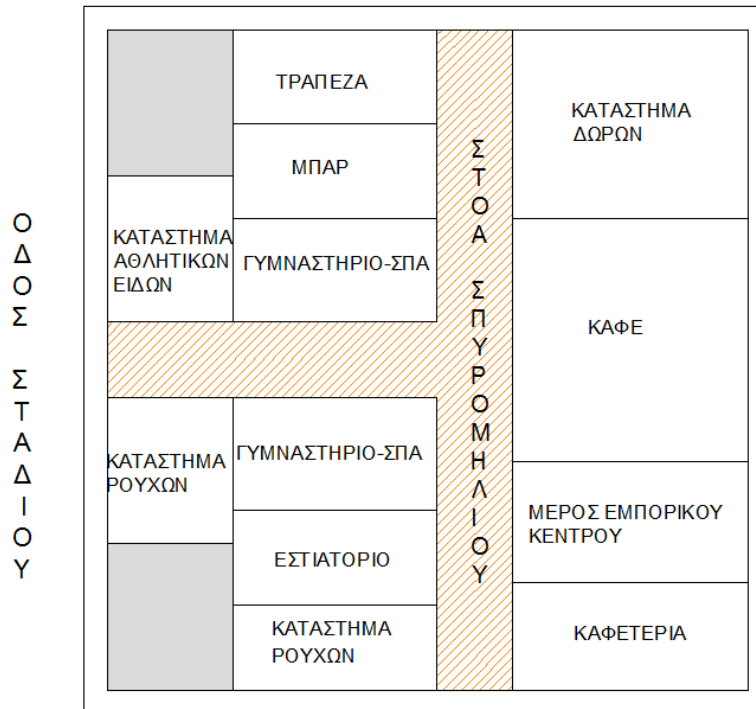 ΟΔΟΣ ΣΤΑΔΙΟΥ
ΤΡΑΠΕΖΑ
ΜΠΑΡ
ΚΑΤΑΣΤΗΜΑ
ΑΘΛΗΤΙΚΩΝ
ΕΙΔΩΝ
ΓΥΜΝΑΣΤΗΡΙΟ-ΣΠΑ
ΚΑΤΑΣΤΗΜΑ
ΡΟΥΧΩΝ
ΓΥΜΝΑΣΤΗΡΙΟ-ΣΠΑ
ΕΣΤΙΑΤΟΡΙΟ
ΚΑΤΑΣΤΗΜΑ
ΡΟΥΧΩΝ
ΣΤΟΑ ΣΠΥΡΟΜΗΛΙΟΥ
ΚΑΤΑΣΤΗΜΑ
ΔΩΡΩΝ
ΚΑΦΕ
ΜΕΡΟΣ ΕΜΠΟΡΙΚΟΥ
ΚΕΝΤΡΟΥ
ΚΑΦΕΤΕΡΙΑ